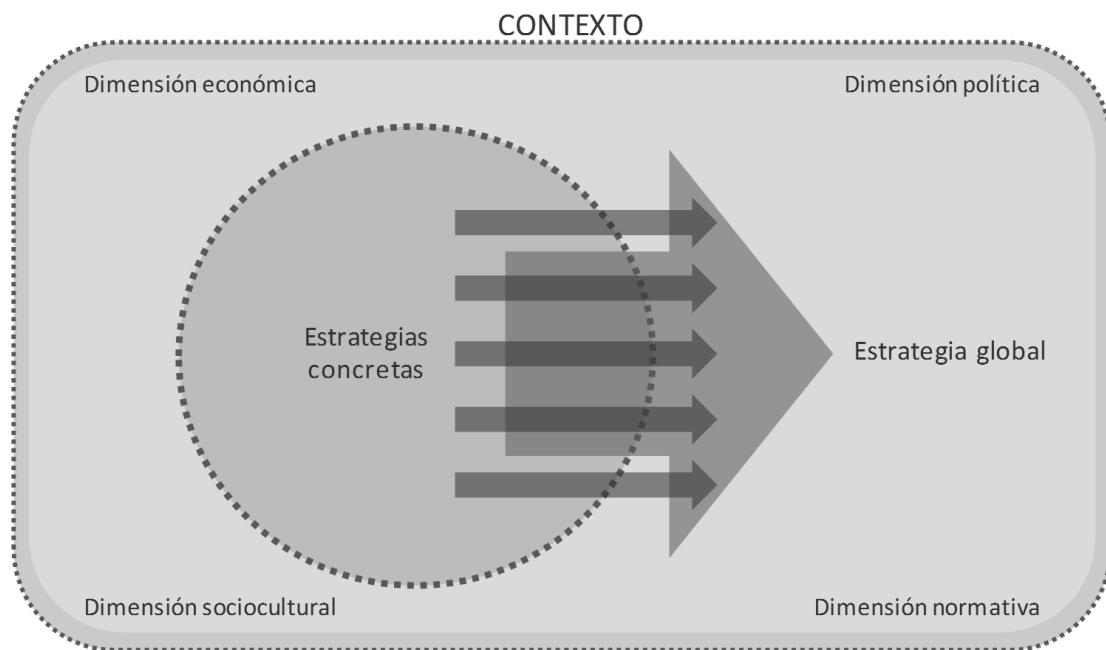 CONTEXTO
Dimensión económica
Dimensión política
Estrategias
concretas
Estrategia global
Dimensión sociocultural
Dimensión normativa